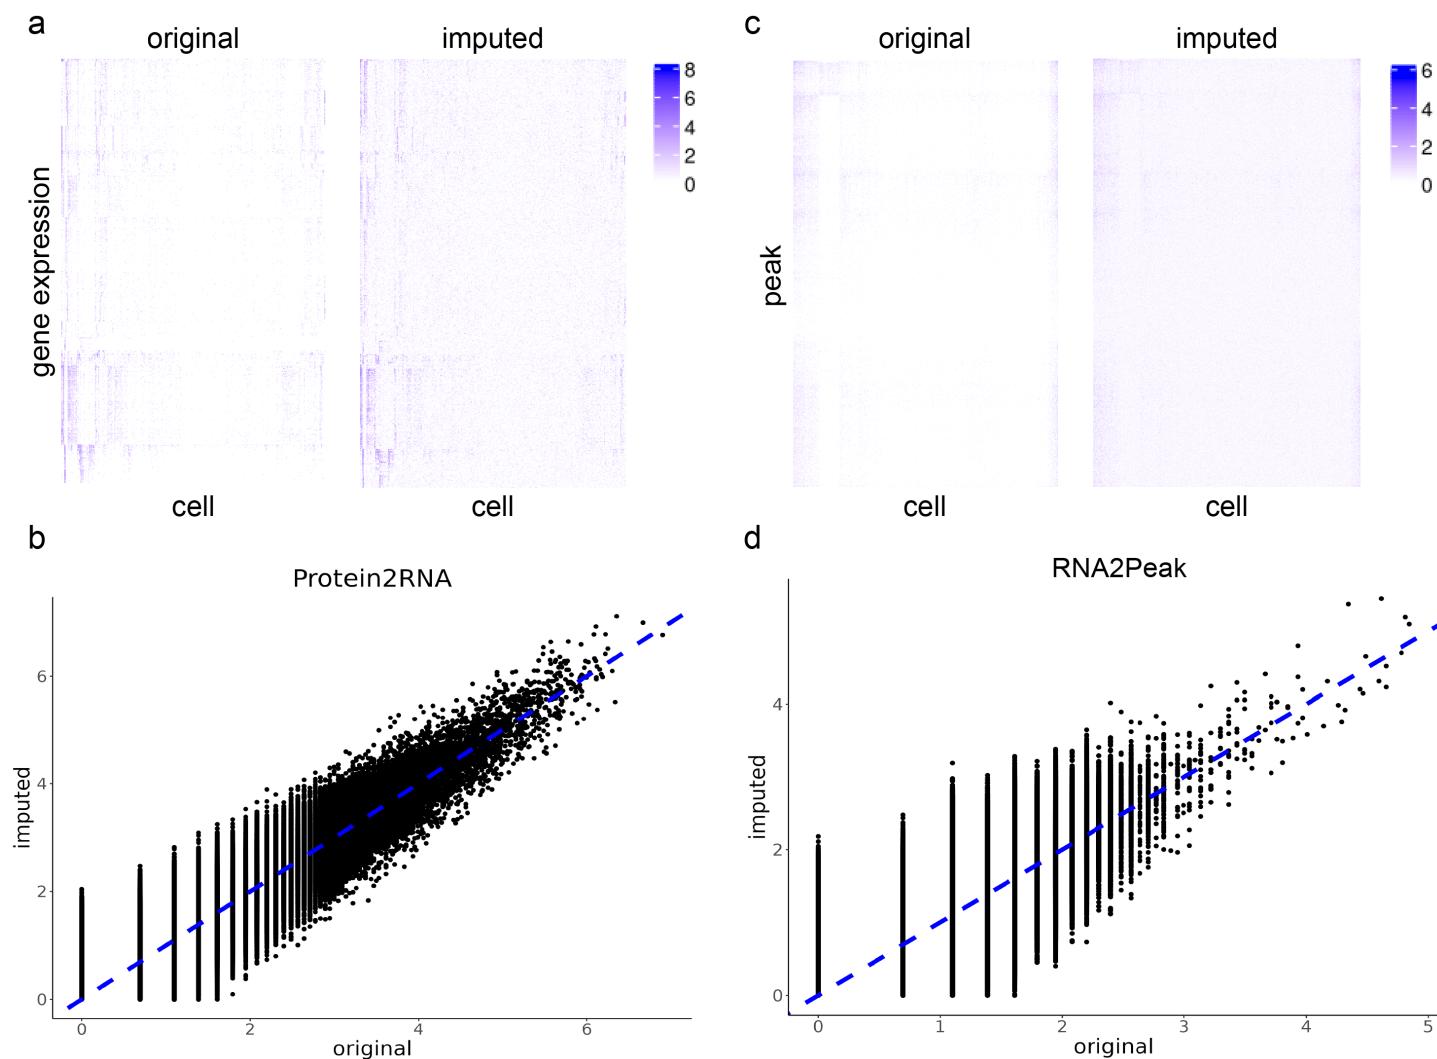 a
original
imputed
8
6
4
2
0
gene expression
cell
cell
c
original
imputed
6
4
2
0
peak
cell
cell
b
Protein2RNA
6
4
2
0
imputed
0
2
4
6
original
d
RNA2Peak
4
2
0
imputed
0
1
2
3
4
5
original